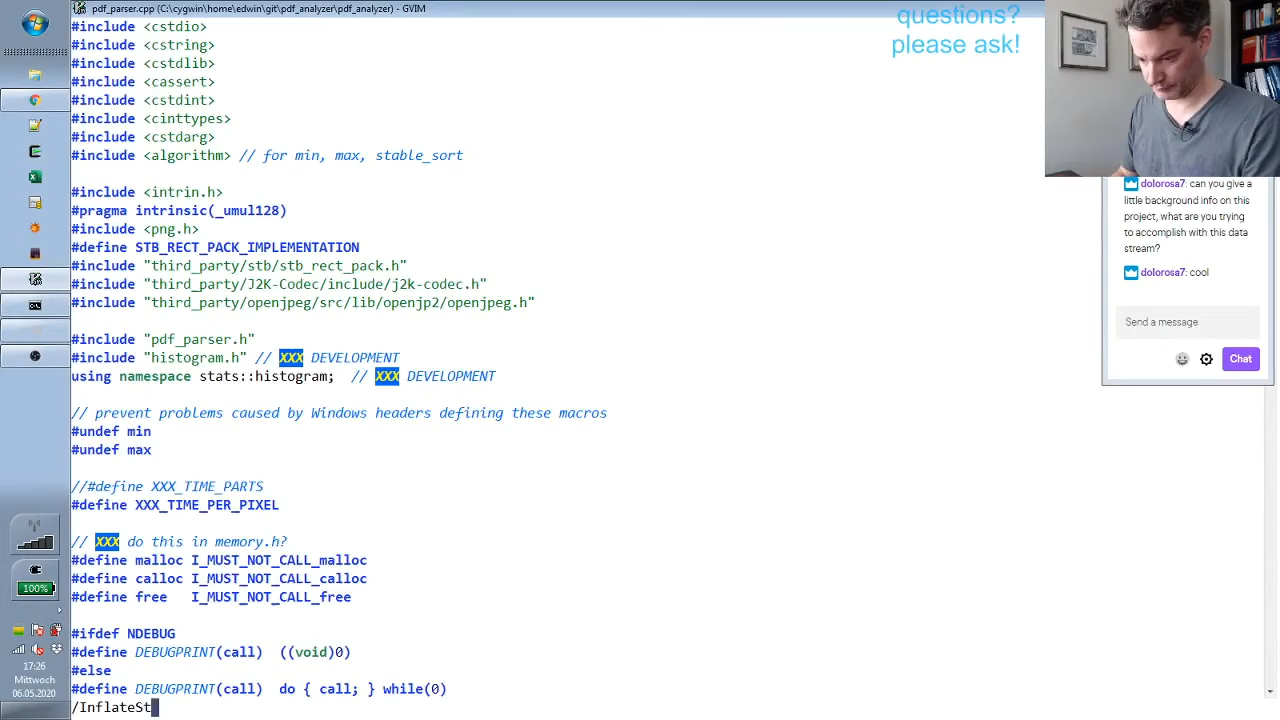 pdf_parser.cpp (C:\cygwin\home\edwin\git\pdf_analyzer\pdf_analyzer) - GVIM
#include <cstdio>
#include <cstring>
#include <cstdlib>
#include <cassert>
#include <cstdint>
#include <cinttypes>
#include <cstdarg>
#include <algorithm> // for min, max, stable_sort
#include <intrin.h>
#pragma intrinsic(_umul128)
#include <png.h>
#define STB_RECT_PACK_IMPLEMENTATION
#include "third_party/stb/stb_rect_pack.h"
#include "third_party/J2K-Codec/include/j2k-codec.h"
#include "third_party/openjpeg/src/lib/openjp2/openjpeg.h"
#include "pdf_parser.h"
#include "histogram.h" // XXX DEVELOPMENT
using namespace stats::histogram;  // XXX DEVELOPMENT
// prevent problems caused by Windows headers defining these macros
#undef min
#undef max
//#define XXX_TIME_PARTS
#define XXX_TIME_PER_PIXEL
// XXX do this in memory.h?
#define malloc I_MUST_NOT_CALL_malloc
#define calloc I_MUST_NOT_CALL_calloc
#define free   I_MUST_NOT_CALL_free
#ifdef NDEBUG
#define DEBUGPRINT(call)  ((void)0)
#else
#define DEBUGPRINT(call)  do { call; } while(0)
/InflateSt
questions?
please ask!
dolorosa7: can you give a
little background info on this
project, what are you trying
to accomplish with this data
stream?
dolorosa7: cool
Send a message
Chat
100%
17:26
Mittwoch
06.05.2020